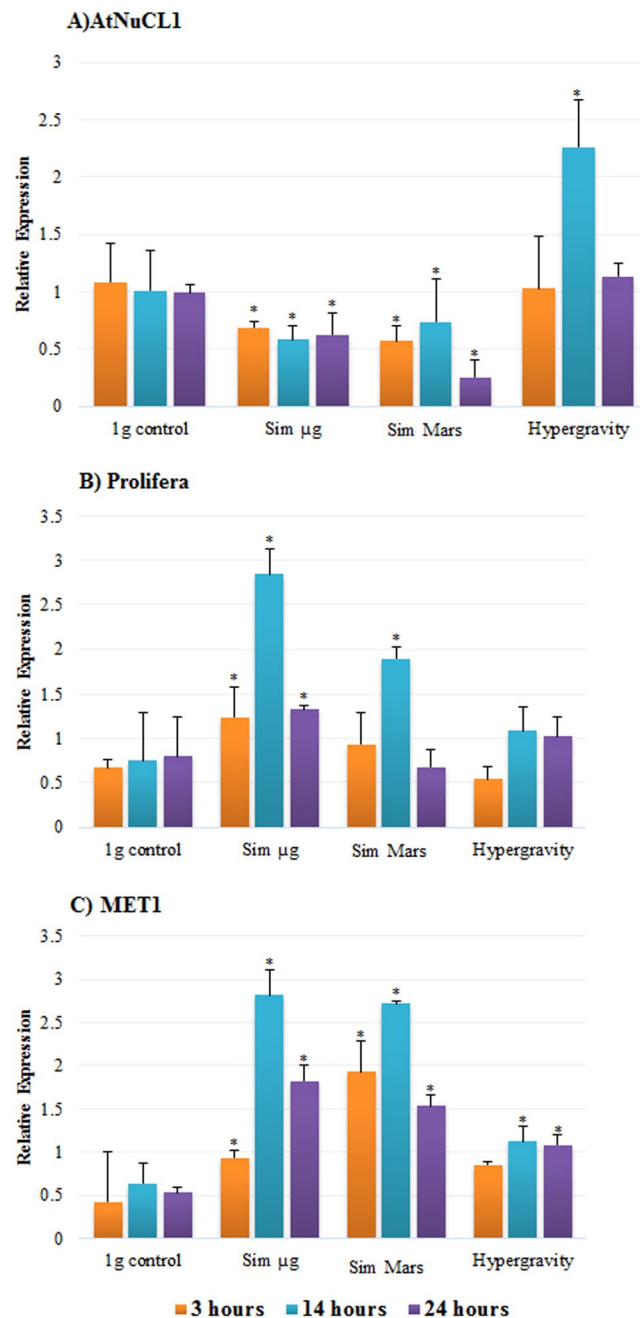 A)AtNuCL1
3
2.5
2
1.5
1
0.5
0
Relative Expression
* * * * * * *
1g control Sim µg Sim Mars Hypergravity
B) Prolifera
3.5
3
2.5
2
1.5
1
0.5
0
Relative Expression
* * * *
1g control Sim µg Sim Mars Hypergravity
C) MET1
3.5
3
2.5
2
1.5
1
0.5
0
Relative Expression
* * * * * * * *
1g control Sim µg Sim Mars Hypergravity
3 hours 14 hours 24 hours